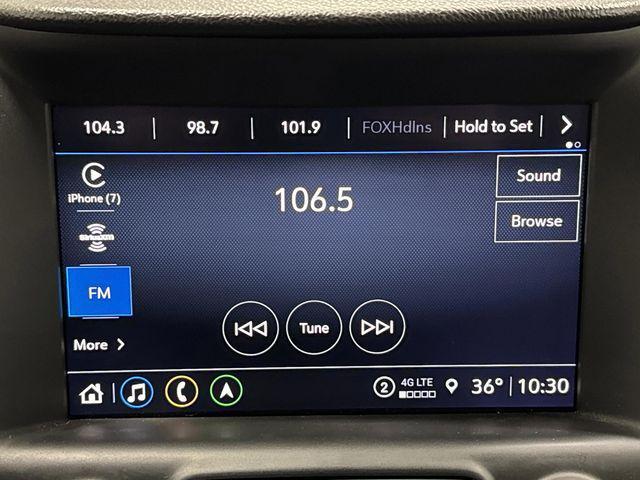 104.3 98.7 101.9 FOXHdlns Hold to Set
iPhone (7)
106.5
Sound
SiriusXM
Browse
FM
Tune
More
2 4G LTE 36° 10:30